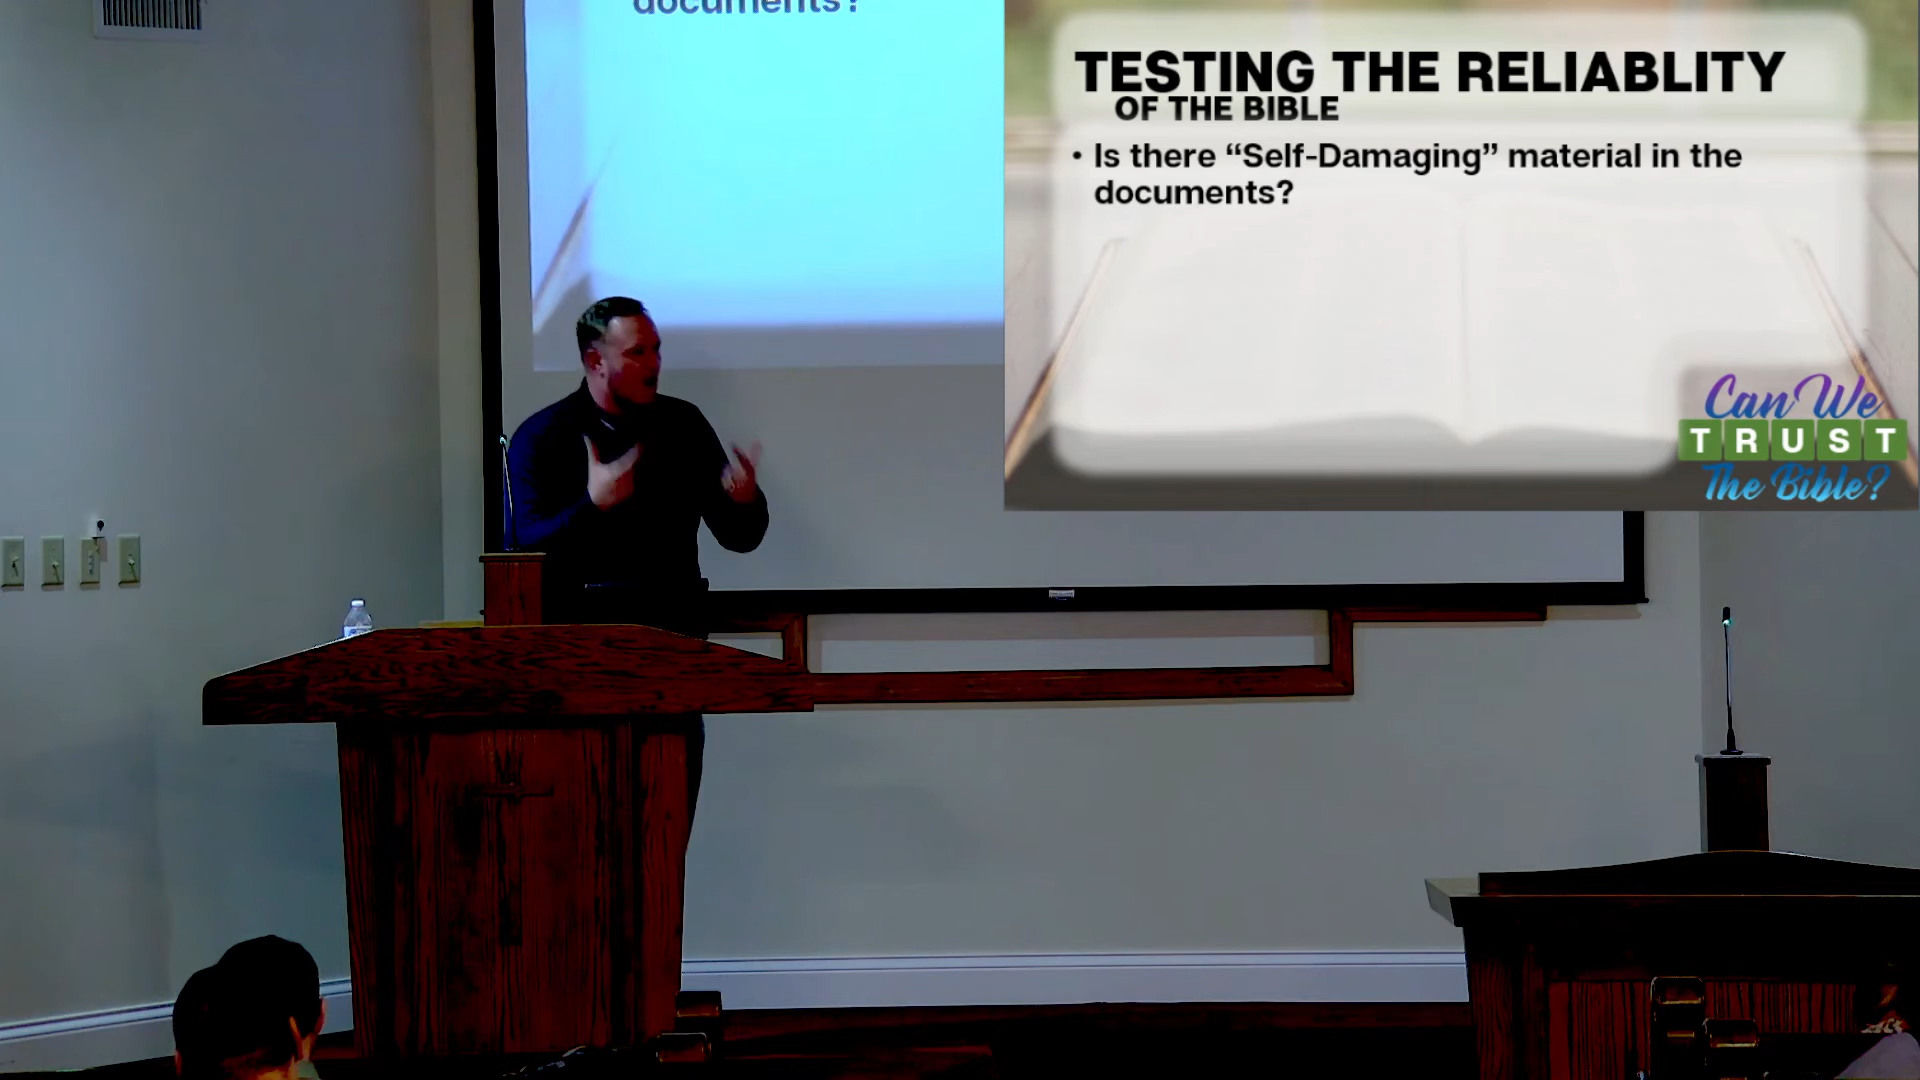 documents?
TESTING THE RELIABLITY
OF THE BIBLE
• Is there “Self-Damaging” material in the
documents?
Can We
TRUST
The Bible?